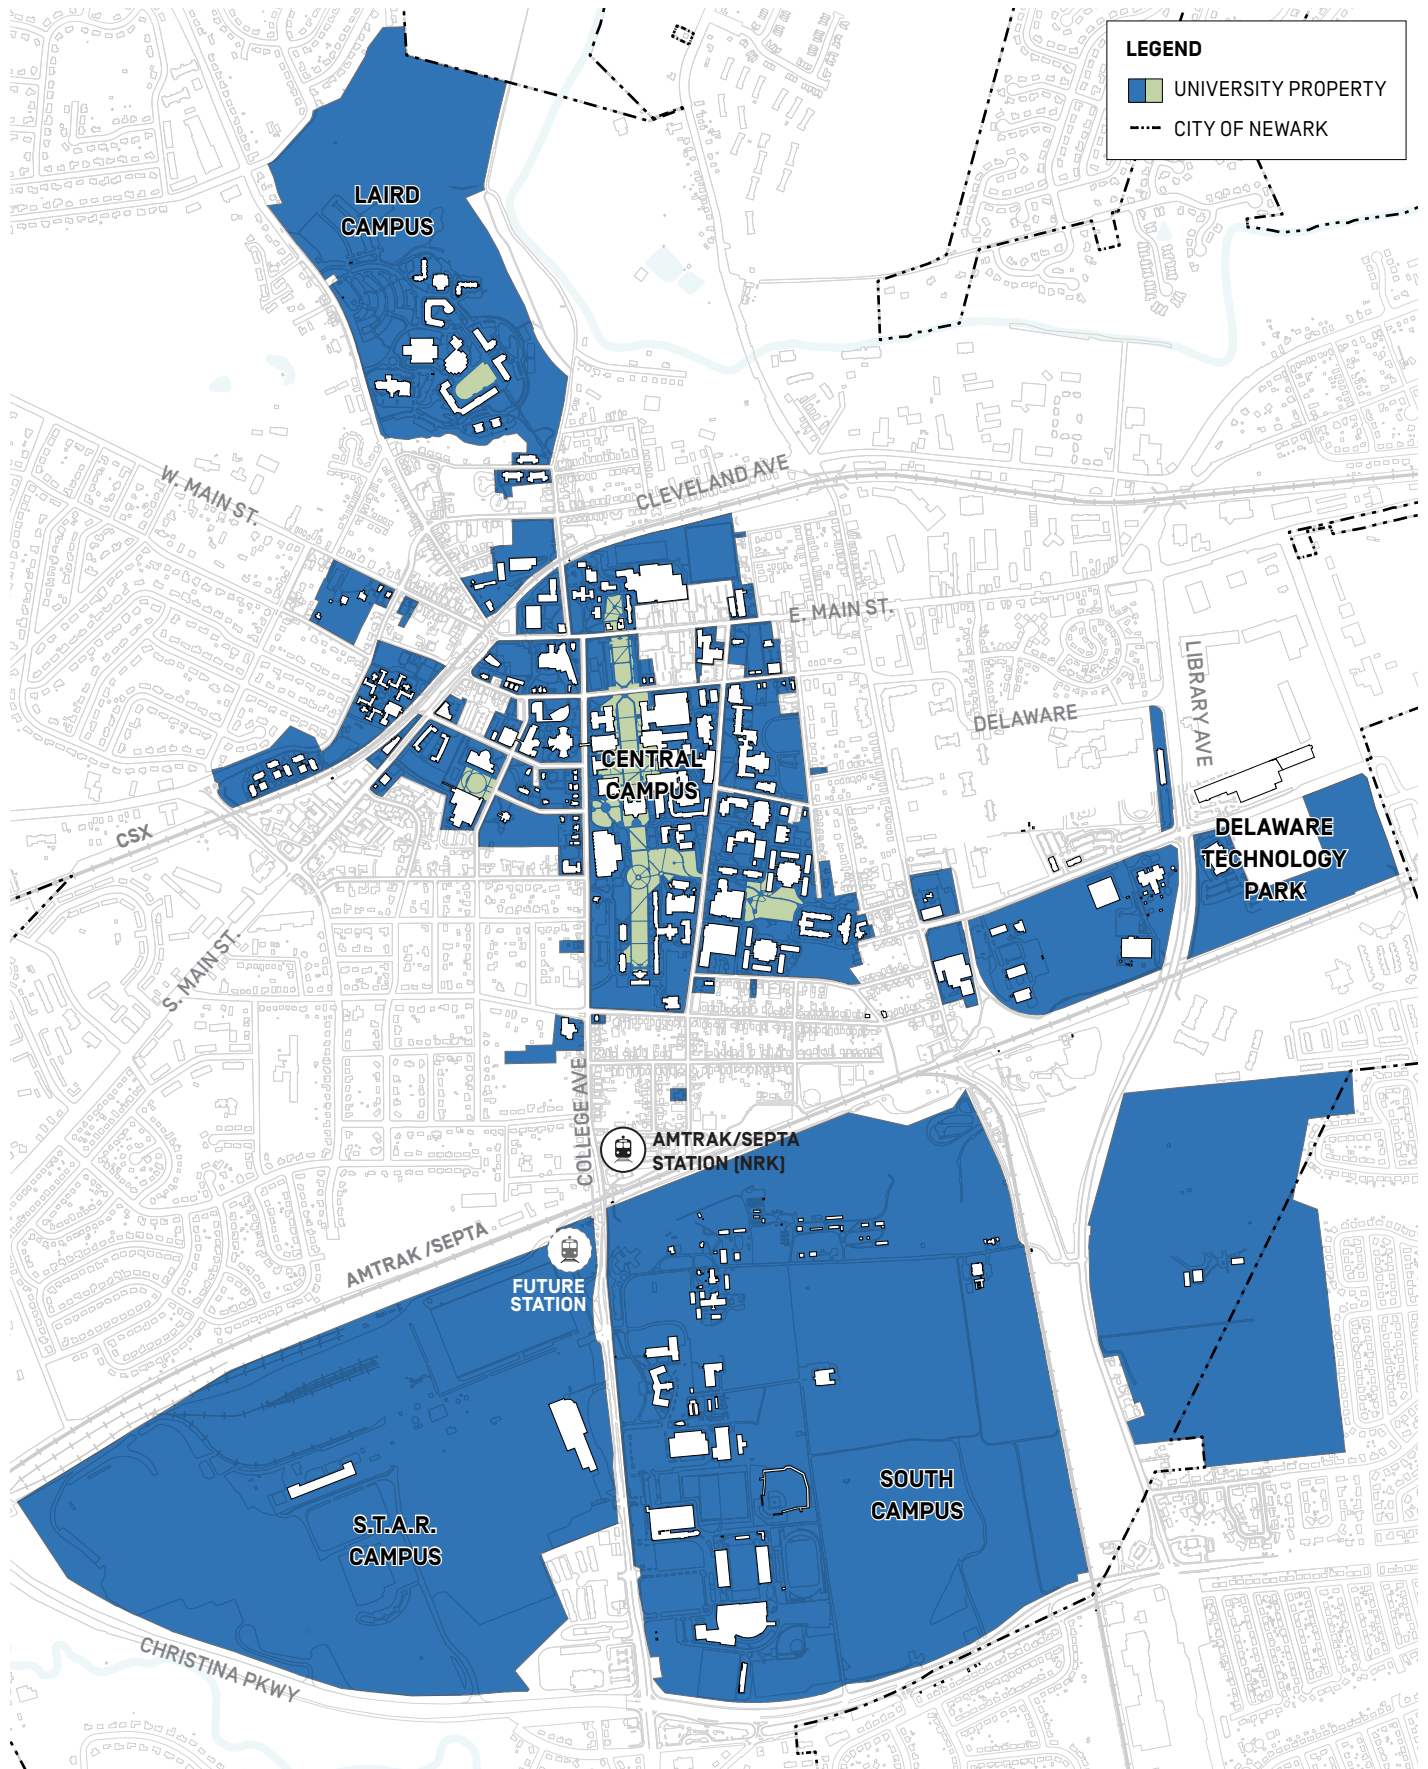 LEGEND
UNIVERSITY PROPERTY
CITY OF NEWARK
LAIRD
CAMPUS
W. MAIN ST.
CLEVELAND AVE
E. MAIN ST.
LIBRARY AVE
DELAWARE
CENTRAL
CAMPUS
CSX
DELAWARE
TECHNOLOGY
PARK
S. MAIN ST.
COLLEGE AVE
AMTRAK/SEPTA
STATION (NRK)
AMTRAK /SEPTA
FUTURE
STATION
SOUTH
CAMPUS
S.T.A.R.
CAMPUS
CHRISTINA PKWY